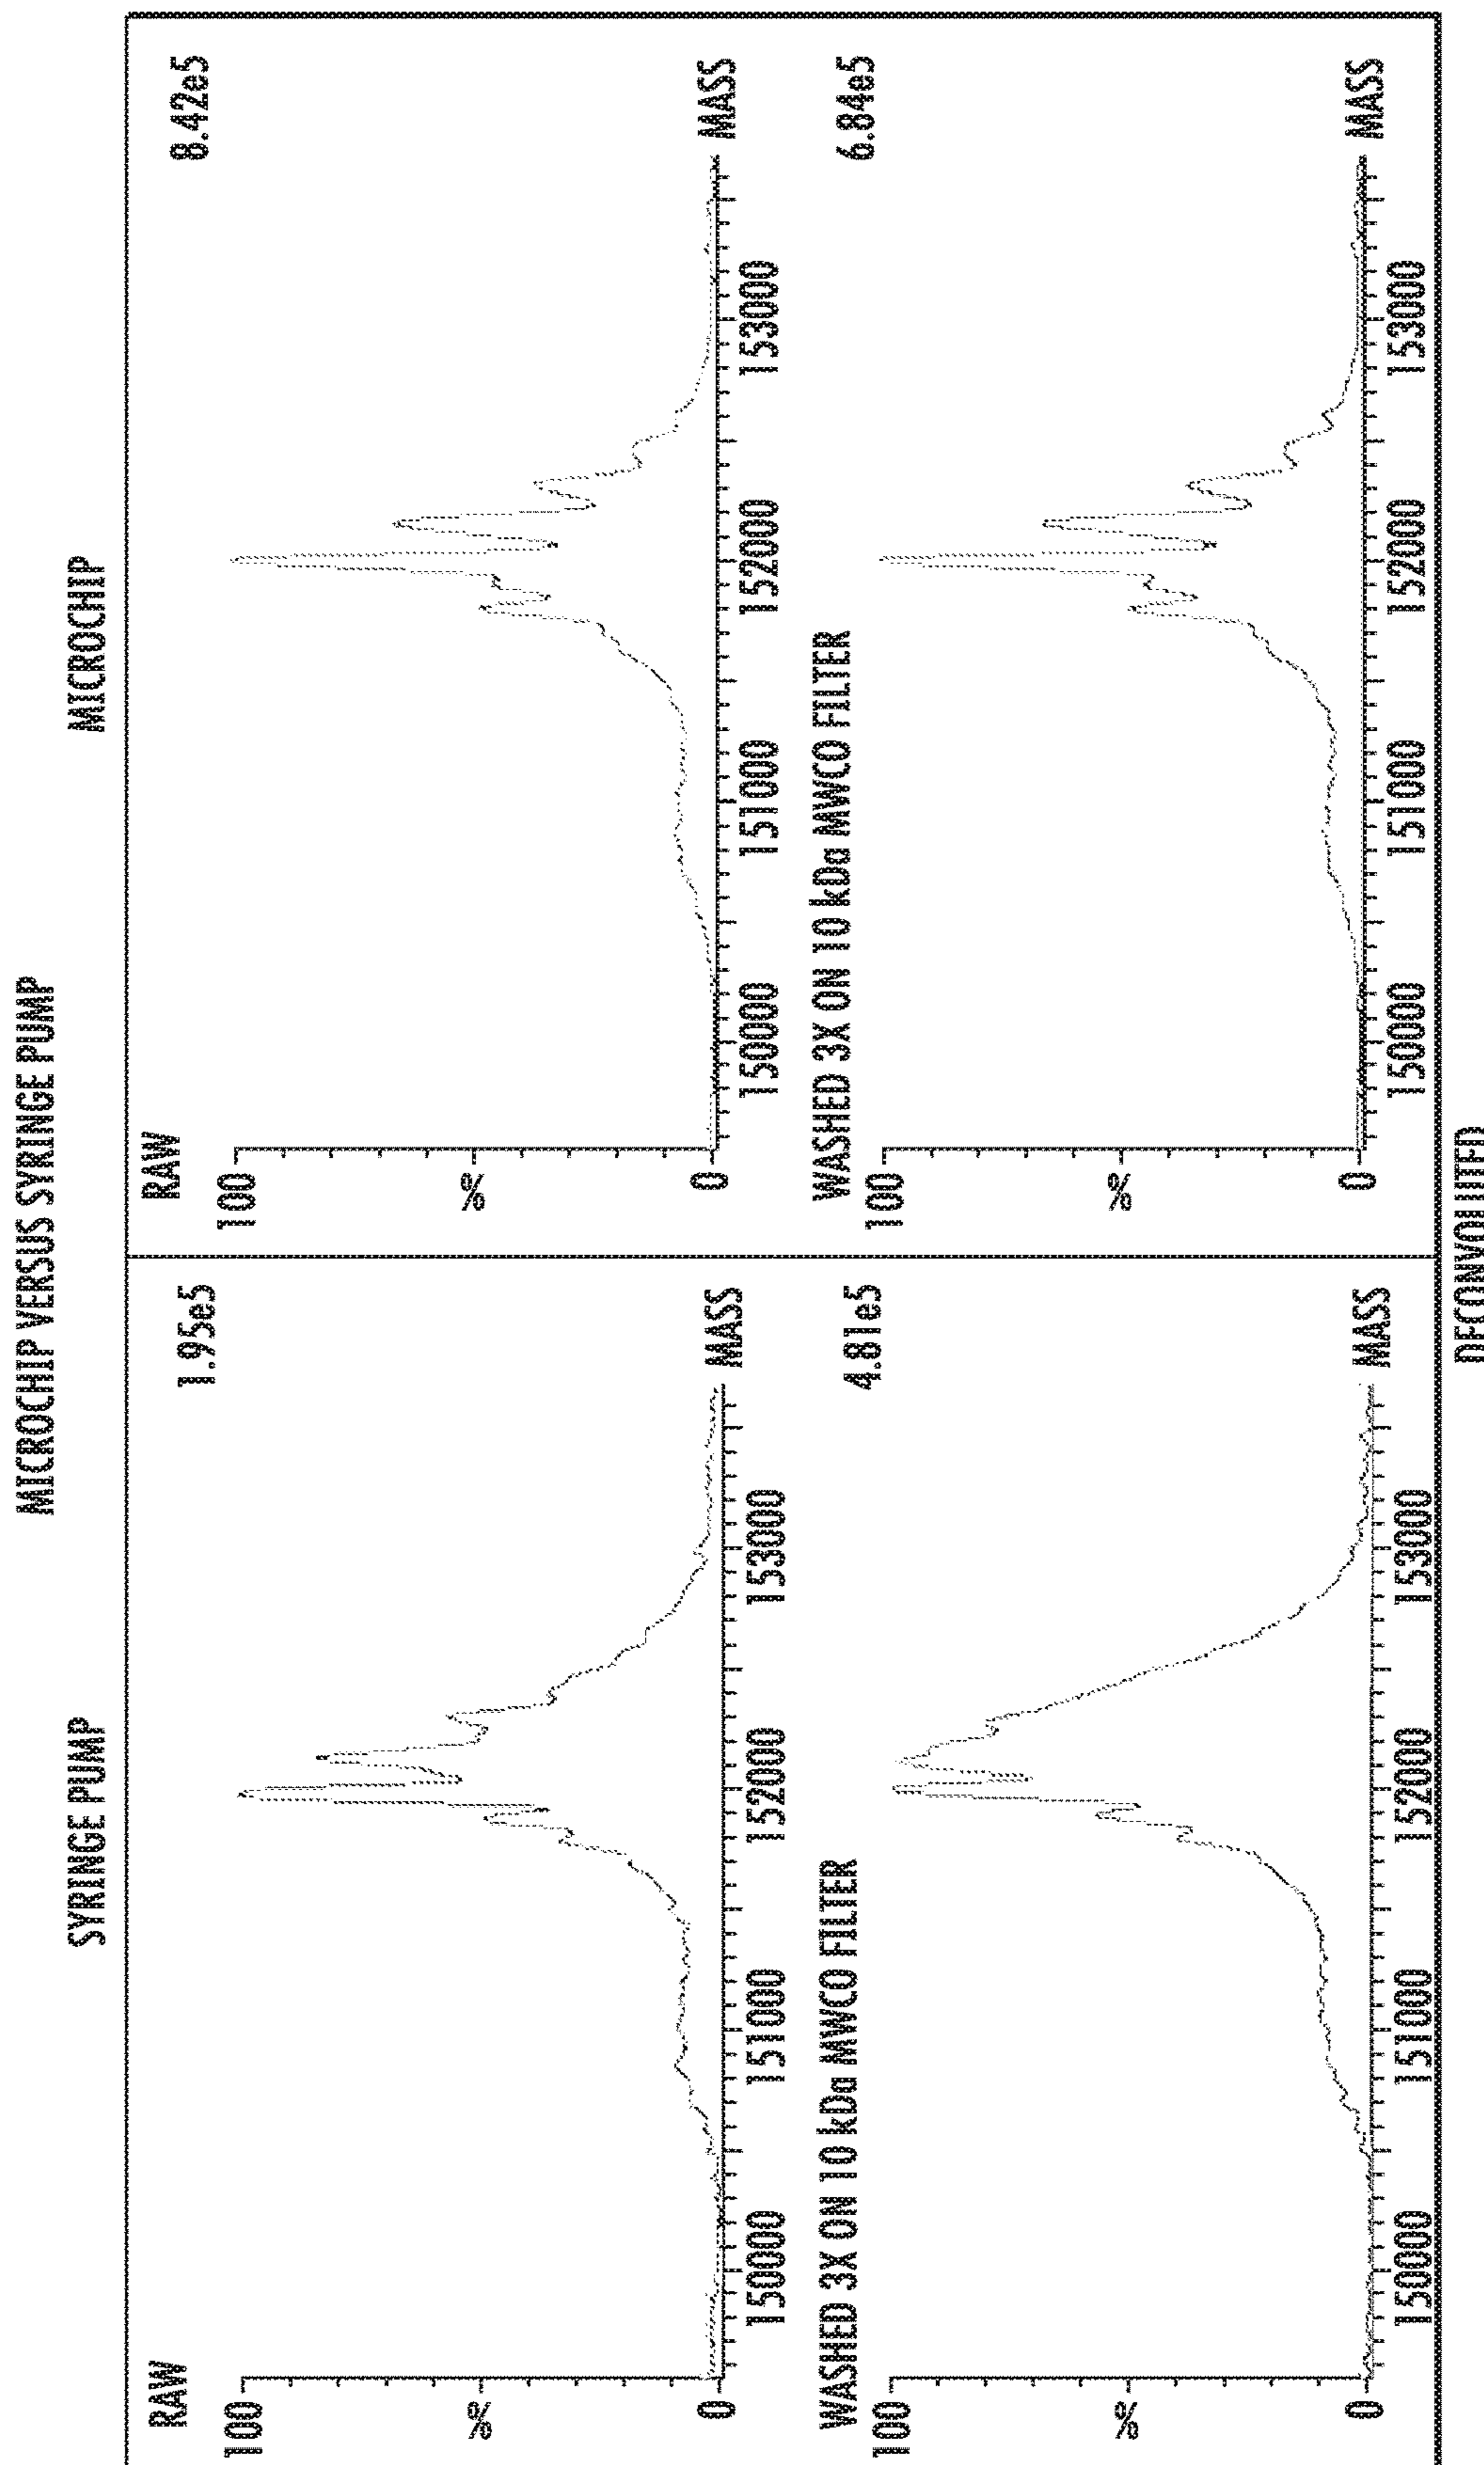 MICROCHIP VERSUS SYRINGE PUMP
SYRINGE PUMP
MICROCHIP
RAW
1.95e5
100
%
0
150000 151000 152000 153000
MASS
WASHED 3X ON 10 kDa MWCO FILTER
4.81e5
100
%
0
150000 151000 152000 153000
MASS
RAW
8.42e5
100
%
0
150000 151000 152000 153000
MASS
WASHED 3X ON 10 kDa MWCO FILTER
6.84e5
100
%
0
150000 151000 152000 153000
MASS
DECONVOLUTED